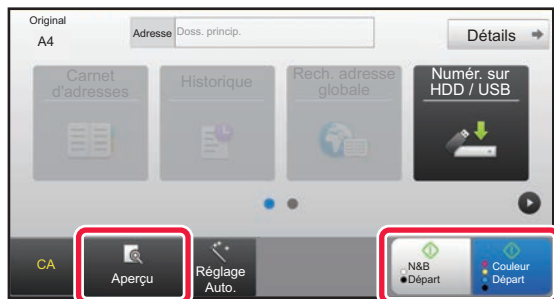 Original
A4
Adresse Doss. princip.
Détails
Carnet
d'adresses
Historique
Rech. adresse
globale
Numér. sur
HDD / USB
CA
Aperçu
Réglage
Auto.
N&B
Départ
Couleur
Départ